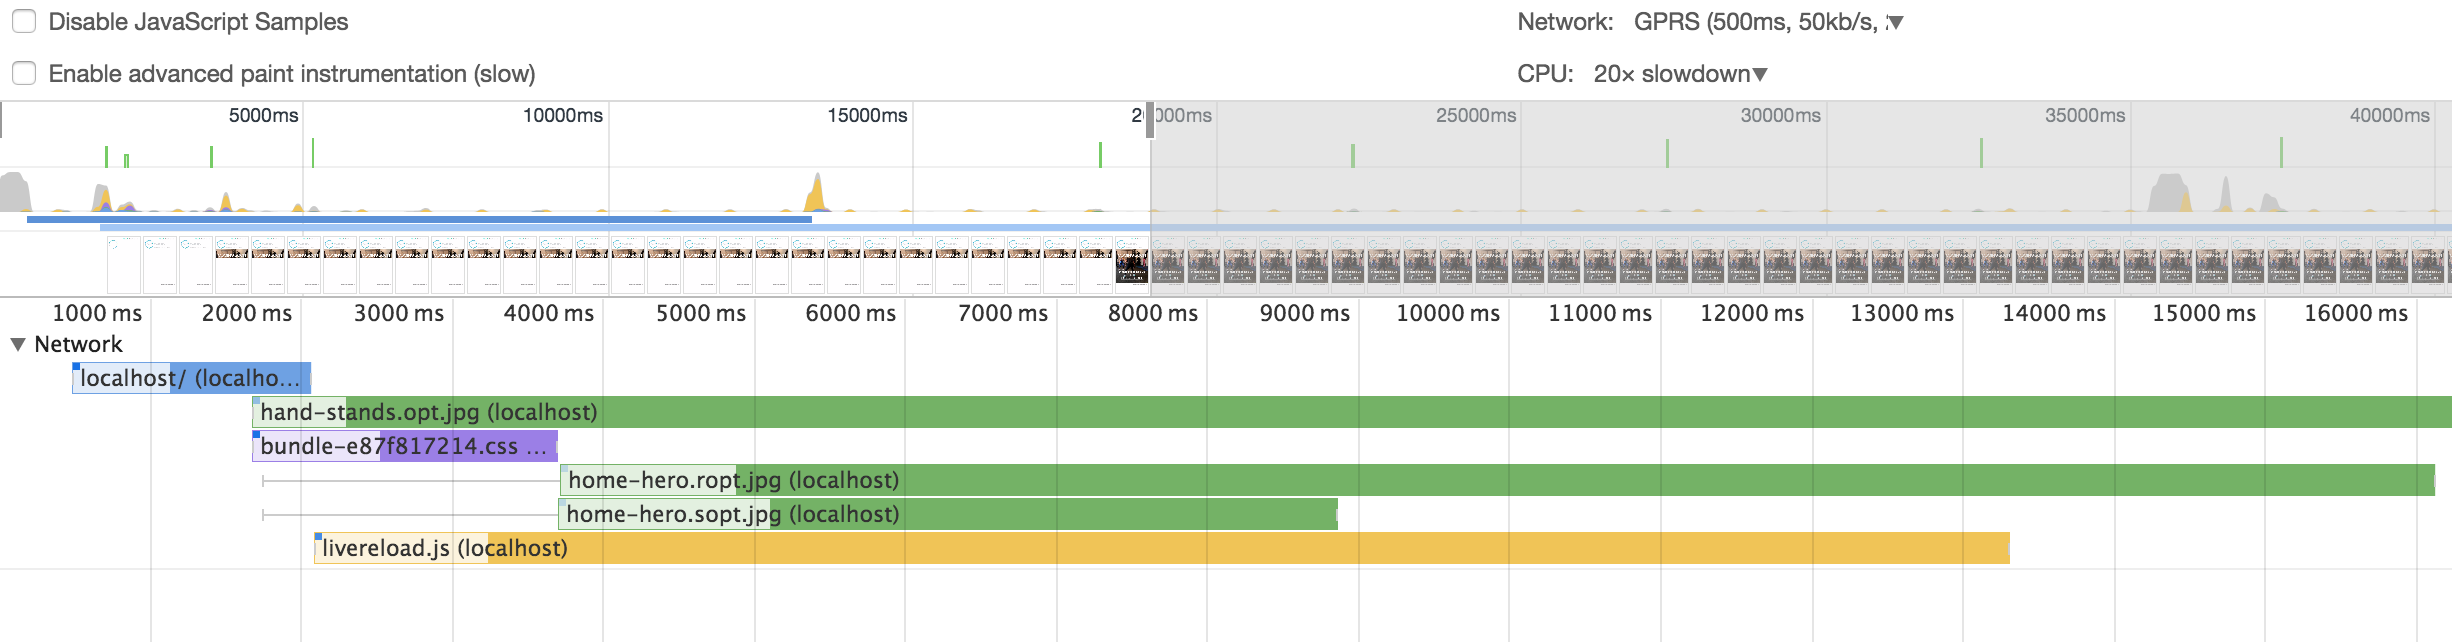 Disable JavaScript Samples
Network: GPRS (500ms, 50kb/s,
Enable advanced paint instrumentation (slow)
CPU: 20× slowdown
5000ms 10000ms 15000ms 2 000ms 25000ms 30000ms 35000ms 40000ms
1000 ms 2000 ms 3000 ms 4000 ms 5000 ms 6000 ms 7000 ms 8000 ms 9000 ms 10000 ms 11000 ms 12000 ms 13000 ms 14000 ms 15000 ms 16000 ms
Network
localhost/ (localho...
hand-stands.opt.jpg (localhost)
bundle-e87f817214.css ...
home-hero.ropt.jpg (localhost)
home-hero.sopt.jpg (localhost)
livereload.js (localhost)